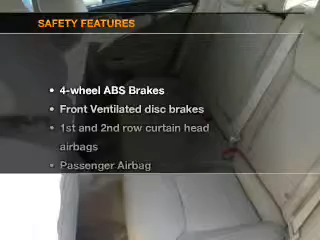 SAFETY FEATURES
• 4-wheel ABS Brakes
• Front Ventilated disc brakes
• 1st and 2nd row curtain head
airbags
• Passenger Airbag